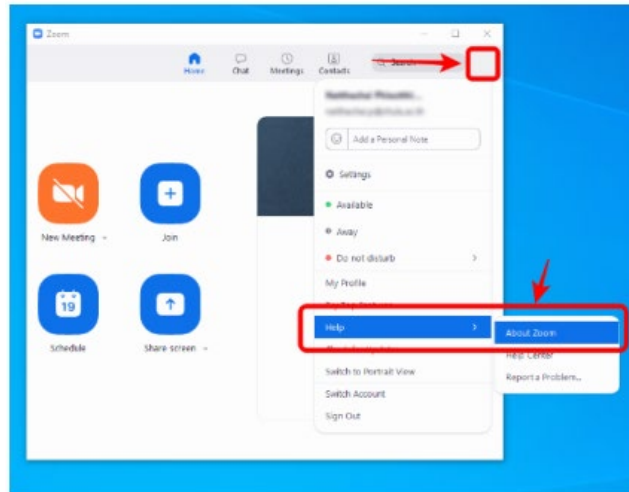 Zoom
Home
Chat
Meetings
Contacts
Search
Add a Personal Note
Settings
Available
Away
Do not disturb
My Profile
Help
About Zoom
Help Center
Report a Problem...
Switch to Portrait View
Switch Account
Sign Out
New Meeting
Join
19
Schedule
Share screen